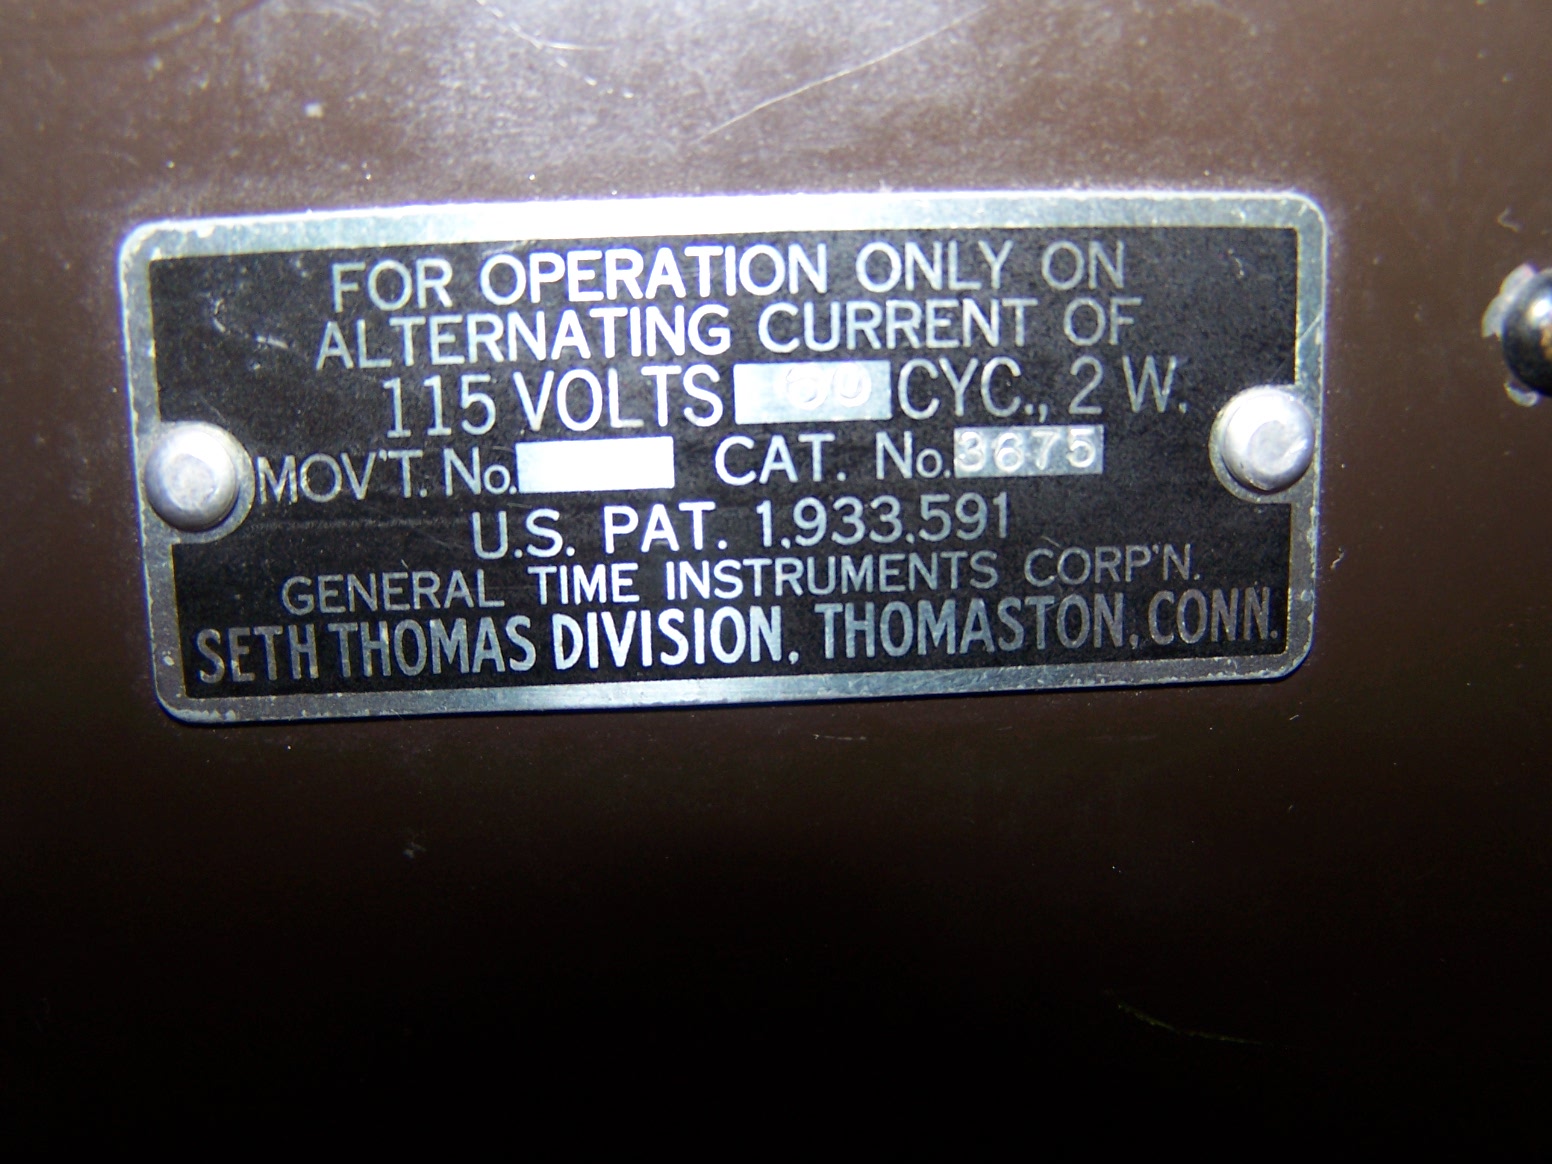 FOR OPERATION ONLY ON
ALTERNATING CURRENT OF
115 VOLTS 60 CYC., 2 W.
MOV'T. No. CAT. No. 3675
U.S. PAT. 1.933.591
GENERAL TIME INSTRUMENTS CORP'N.
SETH THOMAS DIVISION, THOMASTON, CONN.